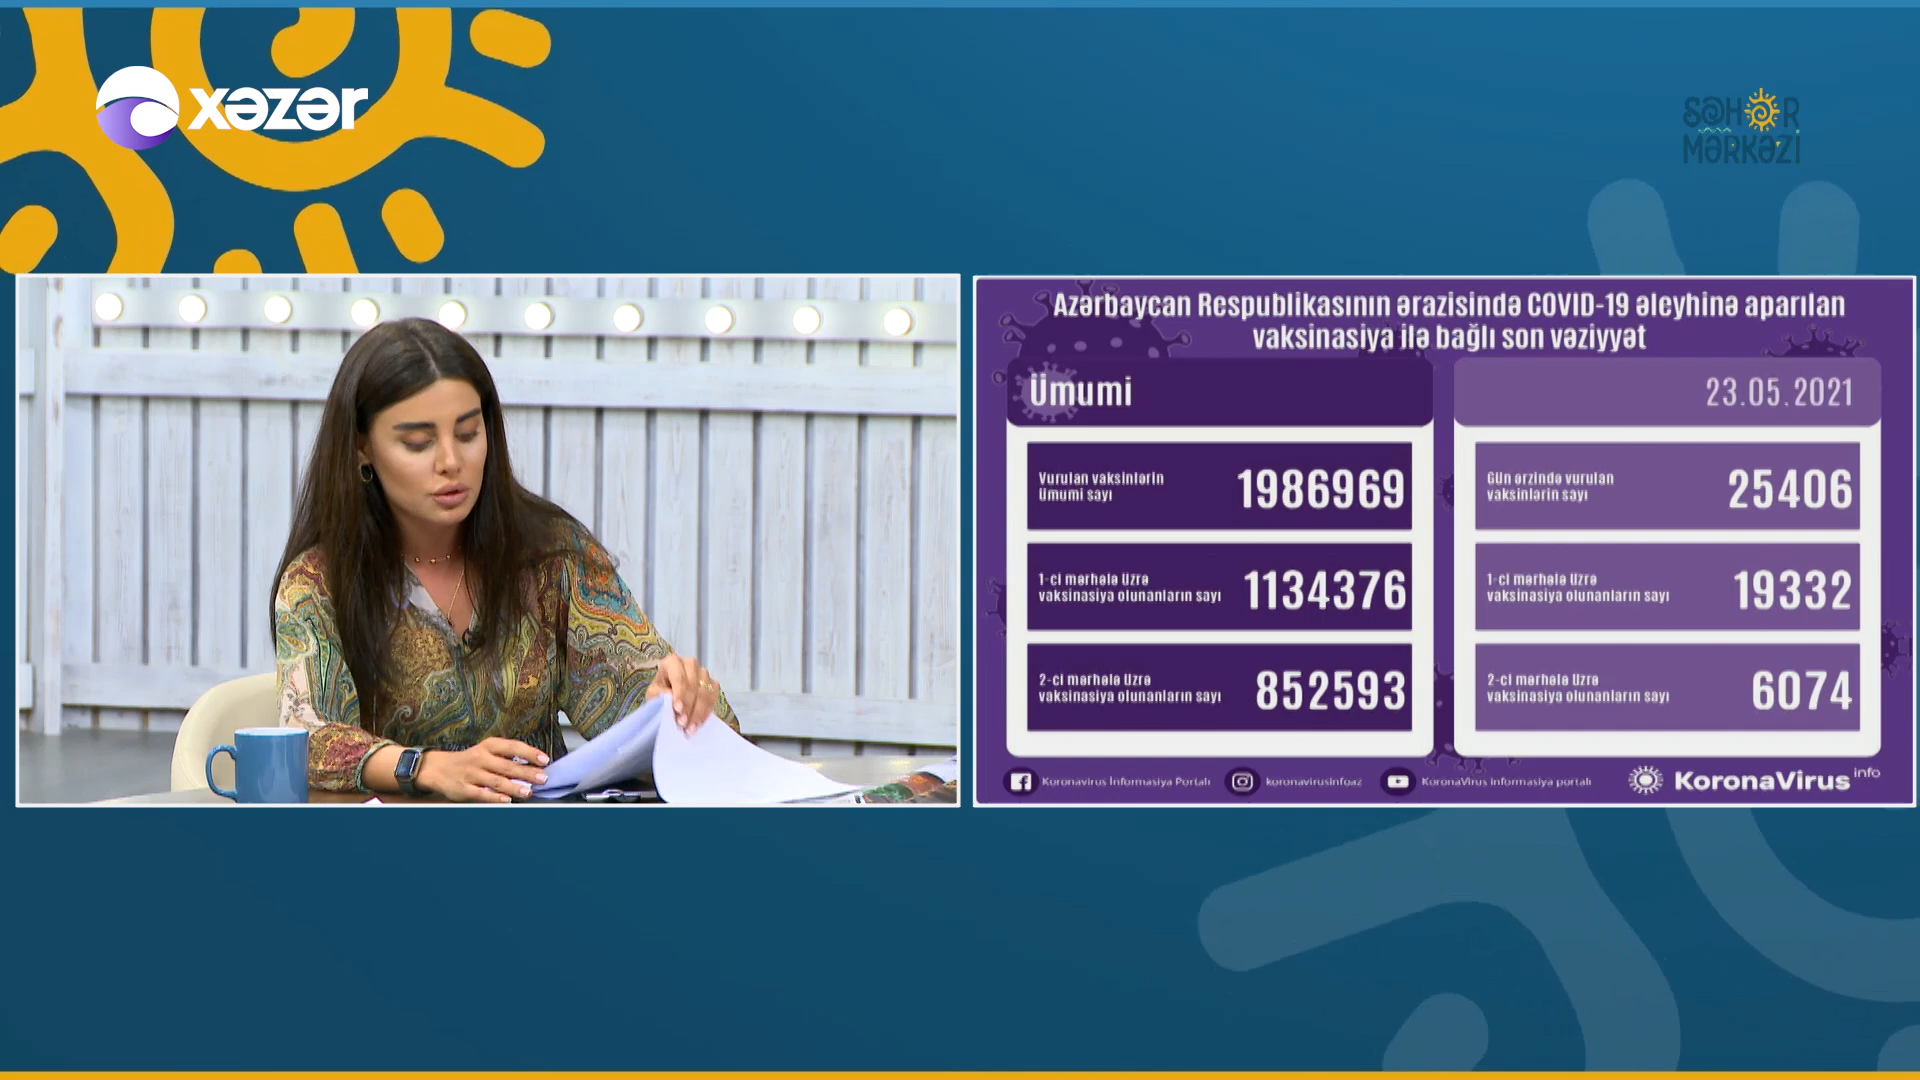 xəzər
SƏHƏR
MƏRKƏZİ
Azərbaycan Respublikasının ərazisində COVID-19 əleyhinə aparılan
vaksinasiya ilə bağlı son vəziyyət
Ümumi
Vurulan vaksinlərin
ümumi sayı
1986969
1-ci mərhələ üzrə
vaksinasiya olunanların sayı
1134376
2-ci mərhələ üzrə
vaksinasiya olunanların sayı
852593
23.05.2021
Gün ərzində vurulan
vaksinlərin sayı
25406
1-ci mərhələ üzrə
vaksinasiya olunanların sayı
19332
2-ci mərhələ üzrə
vaksinasiya olunanların sayı
6074
Koronavirus İnformasiya Portalı
koronavirusinfoaz
KoronaVirus informasiya portalı
KoronaVirus info